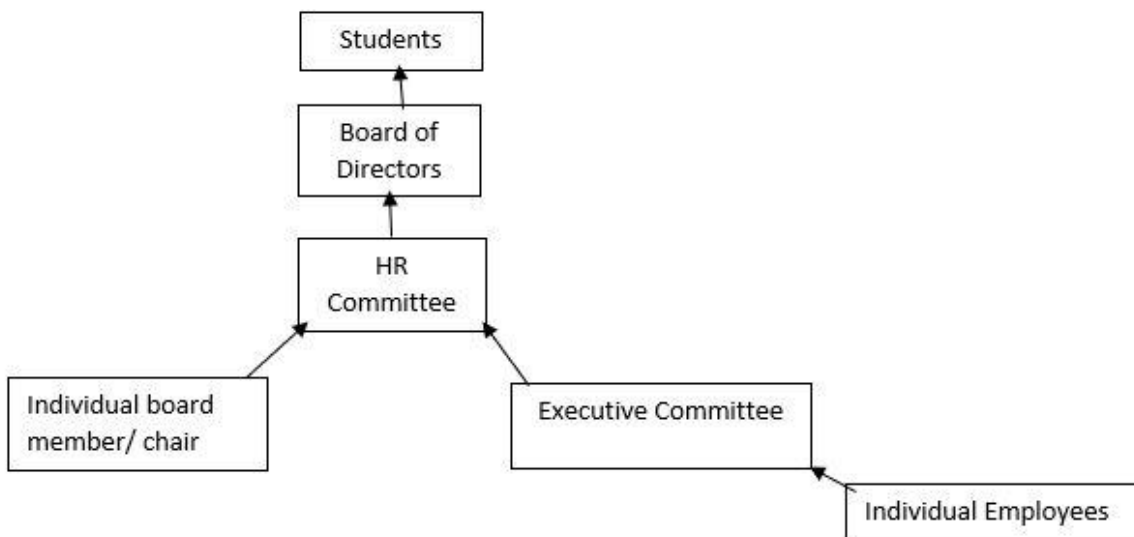 Students
Board of
Directors
HR
Committee
Individual board
member/ chair
Executive Committee
Individual Employees